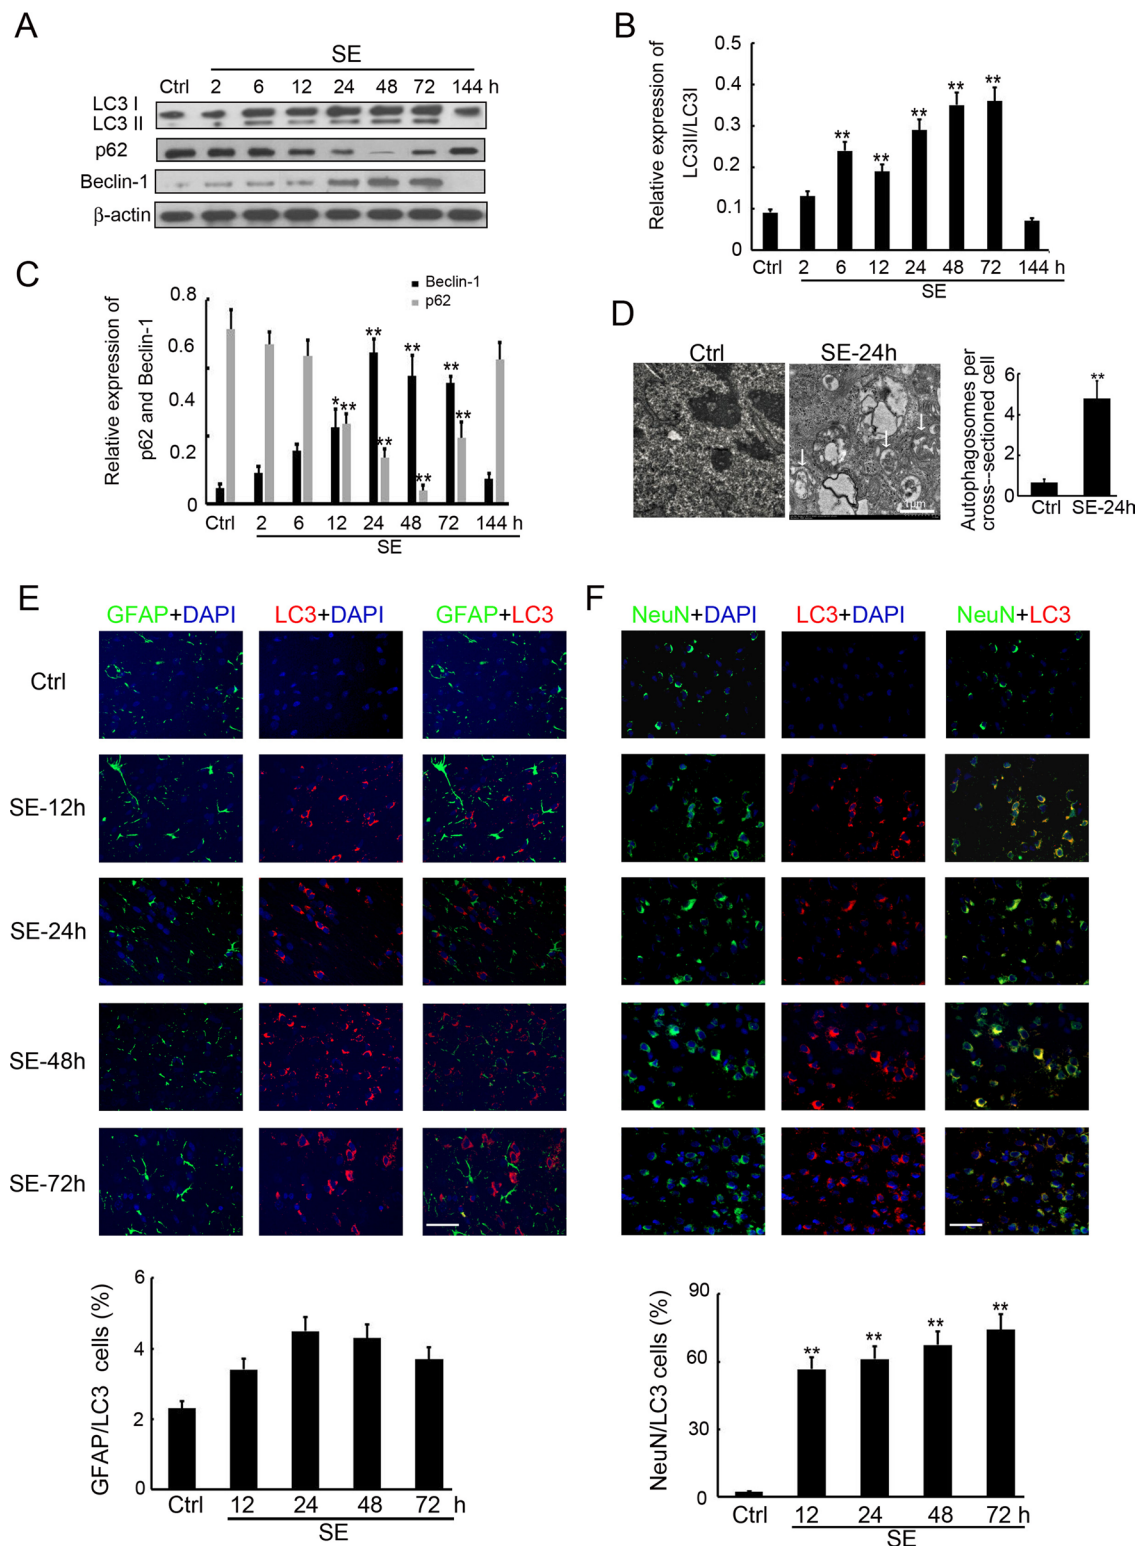 A
SE
Ctrl 2 6 12 24 48 72 144 h
LC3 I
LC3 II
p62
Beclin-1
β-actin
B
Relative expression of
LC3II/LC3I
0.5
0.4
0.3
0.2
0.1
0
** ** ** ** **
Ctrl 2 6 12 24 48 72 144 h
SE
C
Relative expression of
p62 and Beclin-1
Beclin-1
p62
0.8
0.6
0.4
0.2
0
* ** ** ** ** ** ** **
Ctrl 2 6 12 24 48 72 144 h
SE
D
Ctrl SE-24h
Autophagosomes per
cross--sectioned cell
6
4
2
0
**
Ctrl SE-24h
E
GFAP+DAPI LC3+DAPI GFAP+LC3
Ctrl
SE-12h
SE-24h
SE-48h
SE-72h
GFAP/LC3 cells (%)
6
4
2
0
Ctrl 12 24 48 72 h
SE
F
NeuN+DAPI LC3+DAPI NeuN+LC3
NeuN/LC3 cells (%)
90
60
30
0
** ** ** **
Ctrl 12 24 48 72 h
SE